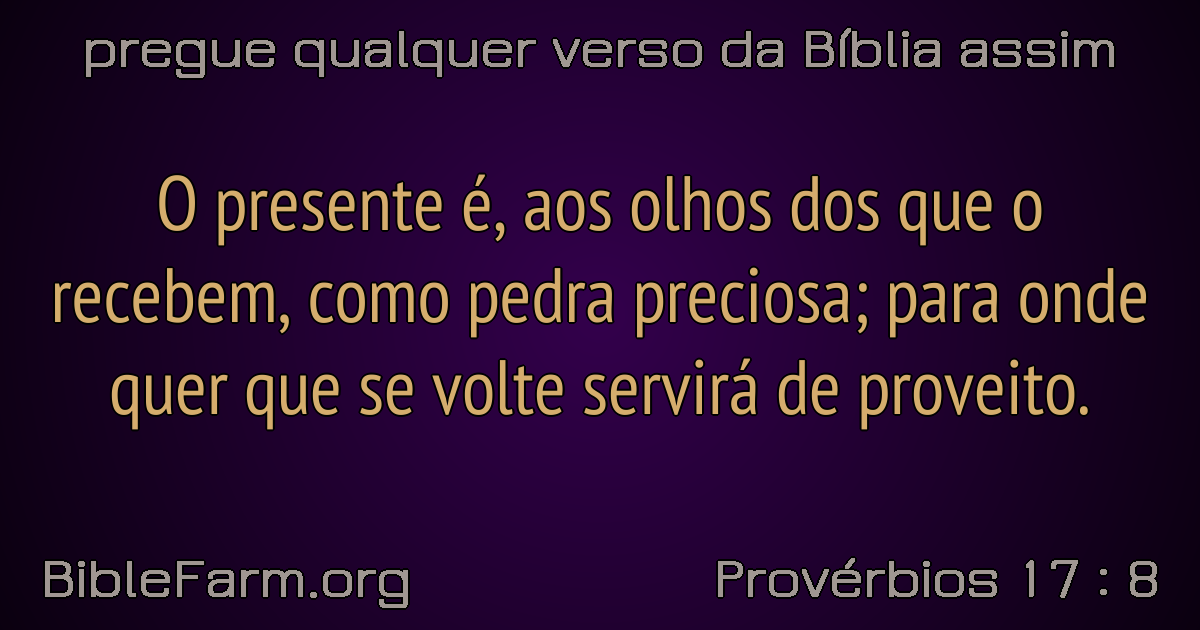 pregue qualquer verso da Bíblia assim
O presente é, aos olhos dos que o
recebem, como pedra preciosa; para onde
quer que se volte servirá de proveito.
BibleFarm.org
Provérbios 17 : 8